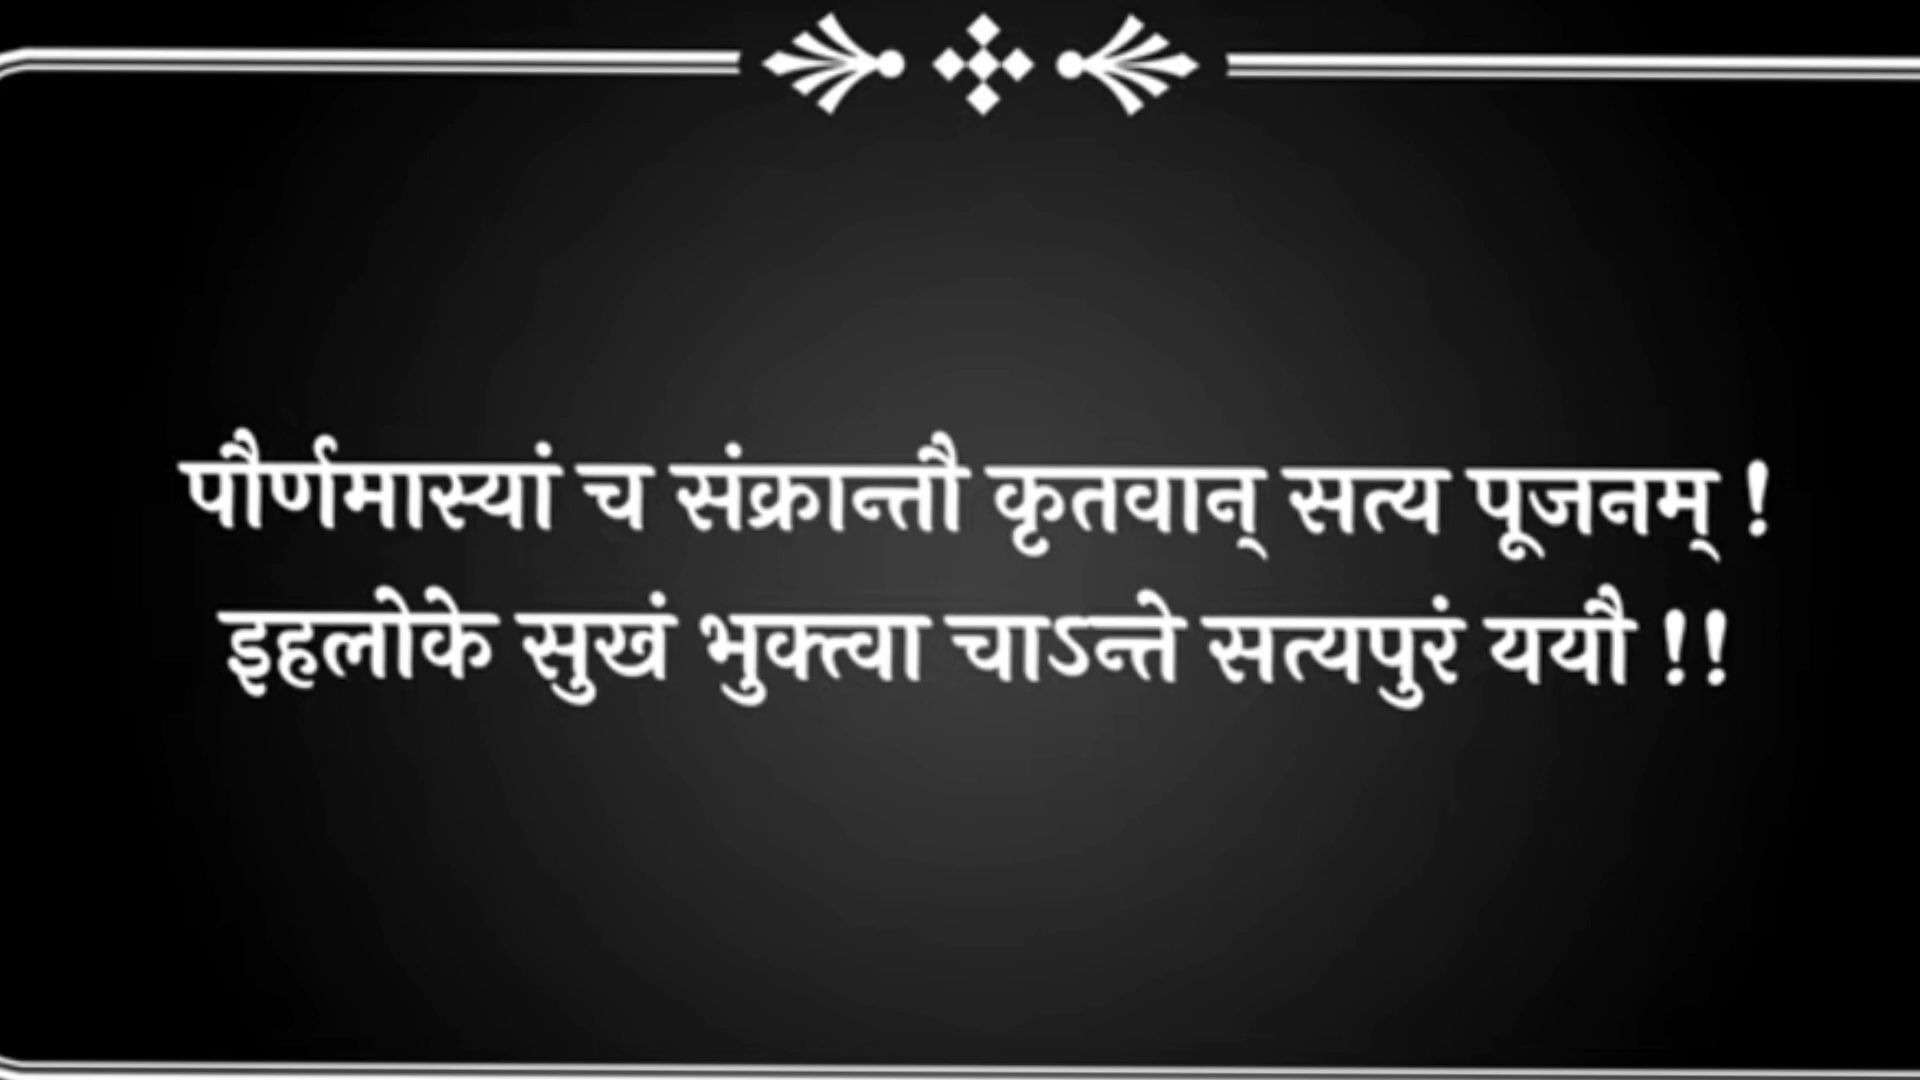 पौर्णमास्यां च संक्रान्तौ कृतवान् सत्य पूजनम् !
इहलोके सुखं भुक्त्वा चाऽन्ते सत्यपुरं ययौ !!